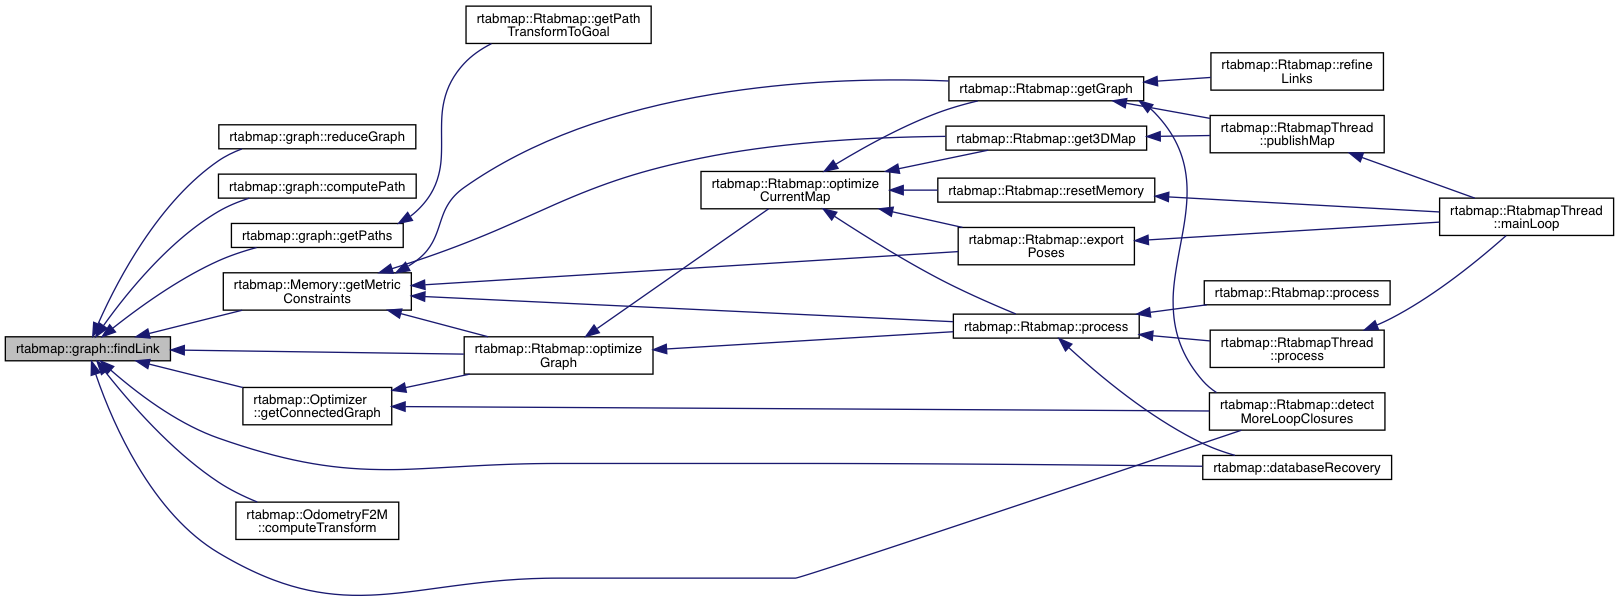 rtabmap::Rtabmap::getPath
TransformToGoal
rtabmap::Rtabmap::refine
Links
rtabmap::Rtabmap::getGraph
rtabmap::graph::reduceGraph
rtabmap::Rtabmap::get3DMap
rtabmap::RtabmapThread
::publishMap
rtabmap::graph::computePath
rtabmap::Rtabmap::optimize
CurrentMap
rtabmap::Rtabmap::resetMemory
rtabmap::RtabmapThread
::mainLoop
rtabmap::graph::getPaths
rtabmap::Rtabmap::export
Poses
rtabmap::Memory::getMetric
Constraints
rtabmap::Rtabmap::process
rtabmap::Rtabmap::process
rtabmap::graph::findLink
rtabmap::Rtabmap::optimize
Graph
rtabmap::RtabmapThread
::process
rtabmap::Optimizer
::getConnectedGraph
rtabmap::Rtabmap::detect
MoreLoopClosures
rtabmap::databaseRecovery
rtabmap::OdometryF2M
::computeTransform